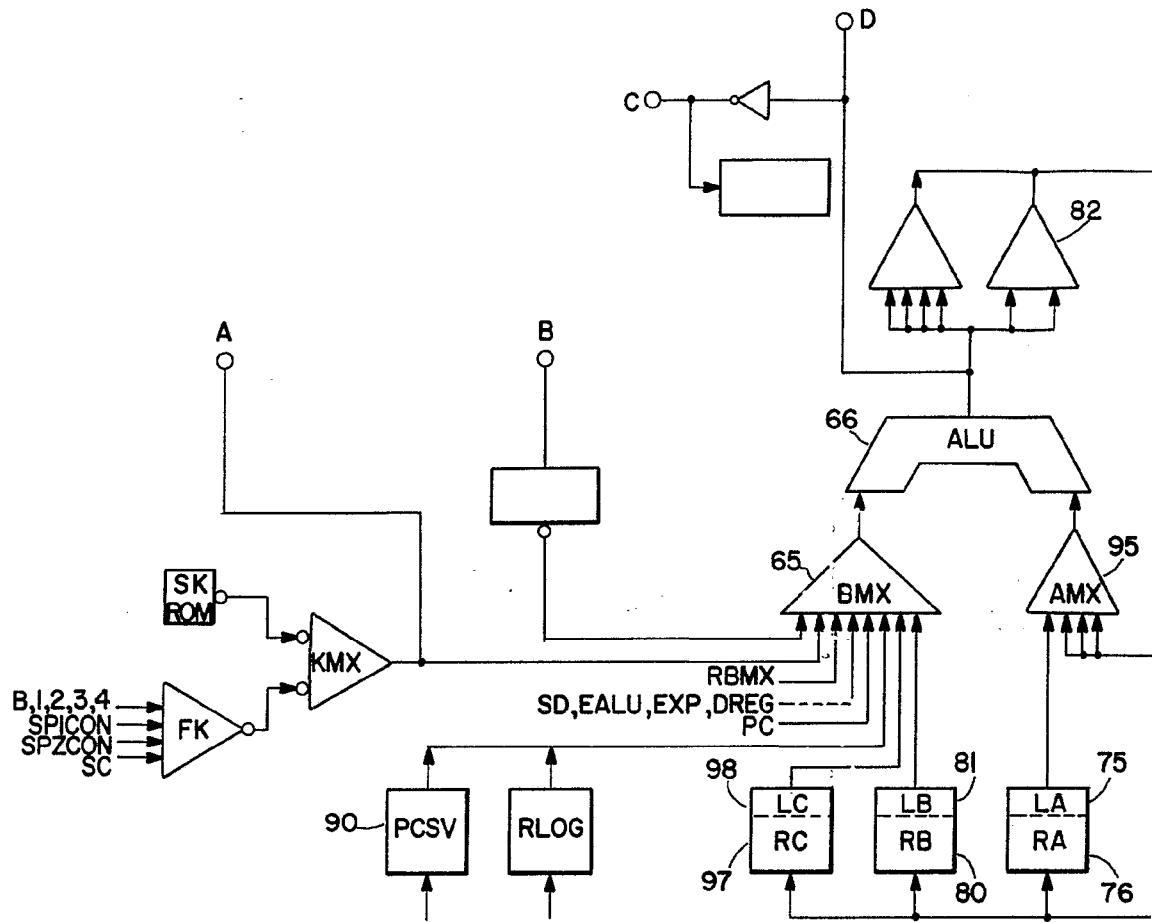 D
C
82
A
B
66
ALU
65
95
SK
ROM
BMX
AMX
KMX
RBMX
B,1,2,3,4
SPICON
SPZCON
SC
FK
SD,EALU,EXP,DREG
PC
98
81
75
90
PCSV
RLOG
LC
LB
LA
RC
RB
RA
97
80
76